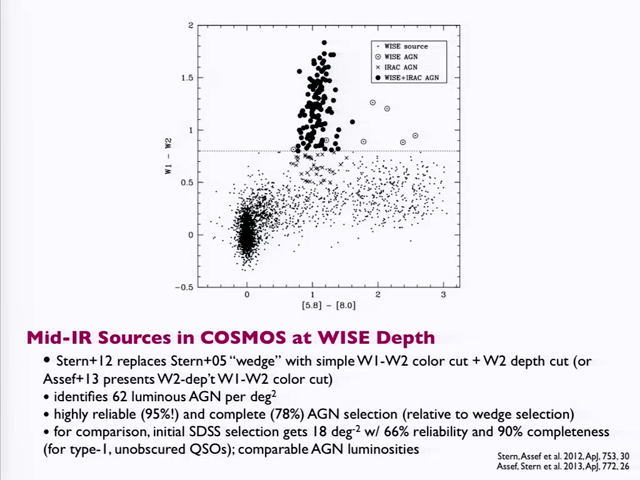 2
1.5
1
0.5
0
−0.5
W1 − W2
WISE source
WISE AGN
IRAC AGN
WISE+IRAC AGN
0 1 2 3
[5.8] − [8.0]
Mid-IR Sources in COSMOS at WISE Depth
• Stern+12 replaces Stern+05 “wedge” with simple W1-W2 color cut + W2 depth cut (or
Assef+13 presents W2-dep’t W1-W2 color cut)
• identifies 62 luminous AGN per deg²
• highly reliable (95%!) and complete (78%) AGN selection (relative to wedge selection)
• for comparison, initial SDSS selection gets 18 deg⁻² w/ 66% reliability and 90% completeness
(for type-1, unobscured QSOs); comparable AGN luminosities
Stern, Assef et al. 2012, ApJ, 753, 30
Assef, Stern et al. 2013, ApJ, 772, 26